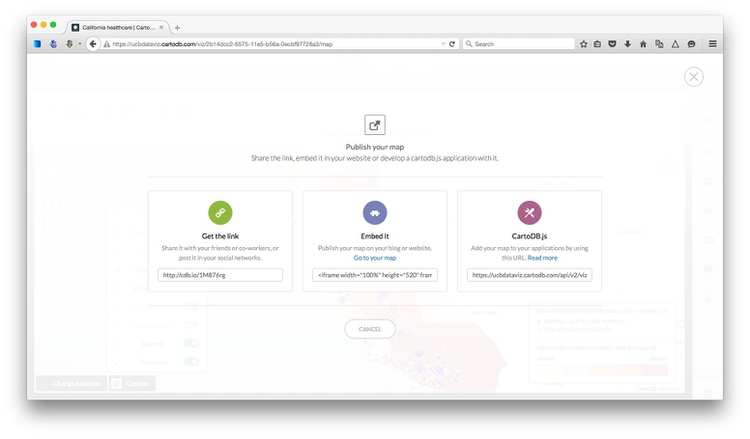 California healthcare | Carto...
https://ucbdataviz.cartodb.com/viz/2b14dcc2-6575-11e5-b56a-0ecbf97728a3/map
Search
Publish your map
Share the link, embed it in your website or develop a cartodb.js application with it.
Get the link
Share it with your friends or co-workers, or
post it in your social networks.
http://cdb.io/1M876rg
Embed it
Publish your map on your blog or website.
Go to your map
<iframe width="100%" height="520" fram
CartoDB.js
Add your map to your applications by using
this URL. Read more
https://ucbdataviz.cartodb.com/api/v2/viz
CANCEL
Change basemap
Options